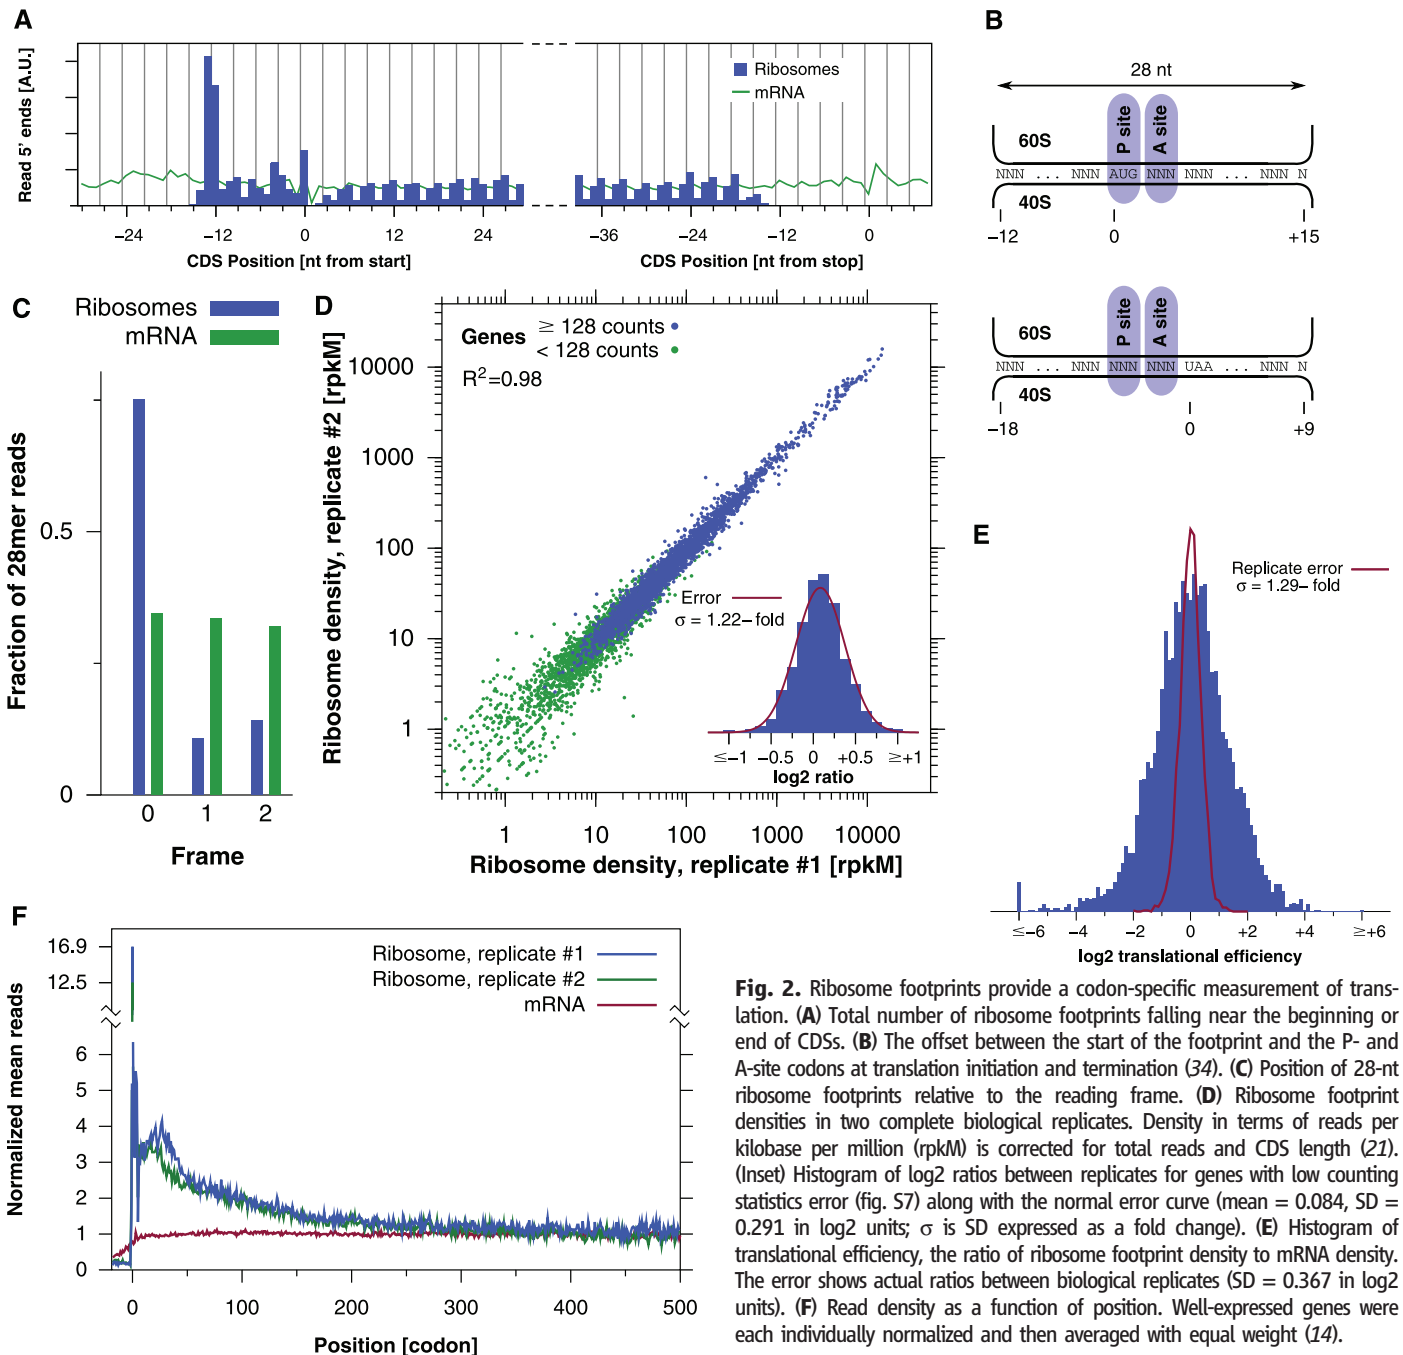 A
Read 5' ends [A.U.]
Ribosomes
mRNA
−24 −12 0 12 24
−36 −24 −12 0
CDS Position [nt from start]
CDS Position [nt from stop]
B
28 nt
P site
A site
60S
NNN ... NNN AUG NNN NNN ... NNN N
40S
−12 0 +15
P site
A site
60S
NNN ... NNN NNN NNN UAA ... NNN N
40S
−18 0 +9
C
Ribosomes
mRNA
Fraction of 28mer reads
0.5
0
0 1 2
Frame
D
Ribosome density, replicate #2 [rpkM]
Genes ≥ 128 counts
< 128 counts
R2=0.98
10000
1000
100
10
1
Error
σ = 1.22−fold
≤−1 −0.5 0 +0.5 ≥+1
log2 ratio
1 10 100 1000 10000
Ribosome density, replicate #1 [rpkM]
E
Replicate error
σ = 1.29−fold
≤−6 −4 −2 0 +2 +4 ≥+6
log2 translational efficiency
F
Normalized mean reads
16.9
12.5
6
5
4
3
2
1
0
Ribosome, replicate #1
Ribosome, replicate #2
mRNA
0 100 200 300 400 500
Position [codon]
Fig. 2. Ribosome footprints provide a codon-specific measurement of trans-
lation. (A) Total number of ribosome footprints falling near the beginning or
end of CDSs. (B) The offset between the start of the footprint and the P- and
A-site codons at translation initiation and termination (34). (C) Position of 28-nt
ribosome footprints relative to the reading frame. (D) Ribosome footprint
densities in two complete biological replicates. Density in terms of reads per
kilobase per million (rpkM) is corrected for total reads and CDS length (21).
(Inset) Histogram of log2 ratios between replicates for genes with low counting
statistics error (fig. S7) along with the normal error curve (mean = 0.084, SD =
0.291 in log2 units; σ is SD expressed as a fold change). (E) Histogram of
translational efficiency, the ratio of ribosome footprint density to mRNA density.
The error shows actual ratios between biological replicates (SD = 0.367 in log2
units). (F) Read density as a function of position. Well-expressed genes were
each individually normalized and then averaged with equal weight (14).